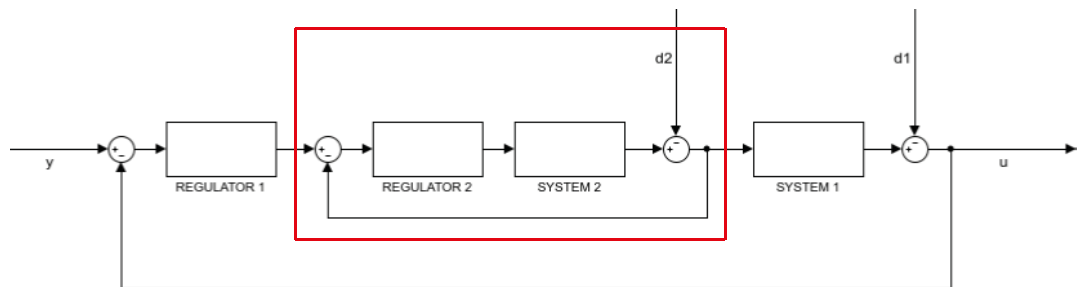 d2
d1
y
REGULATOR 1
REGULATOR 2
SYSTEM 2
SYSTEM 1
u
+
−
+
−
+
−
+
−